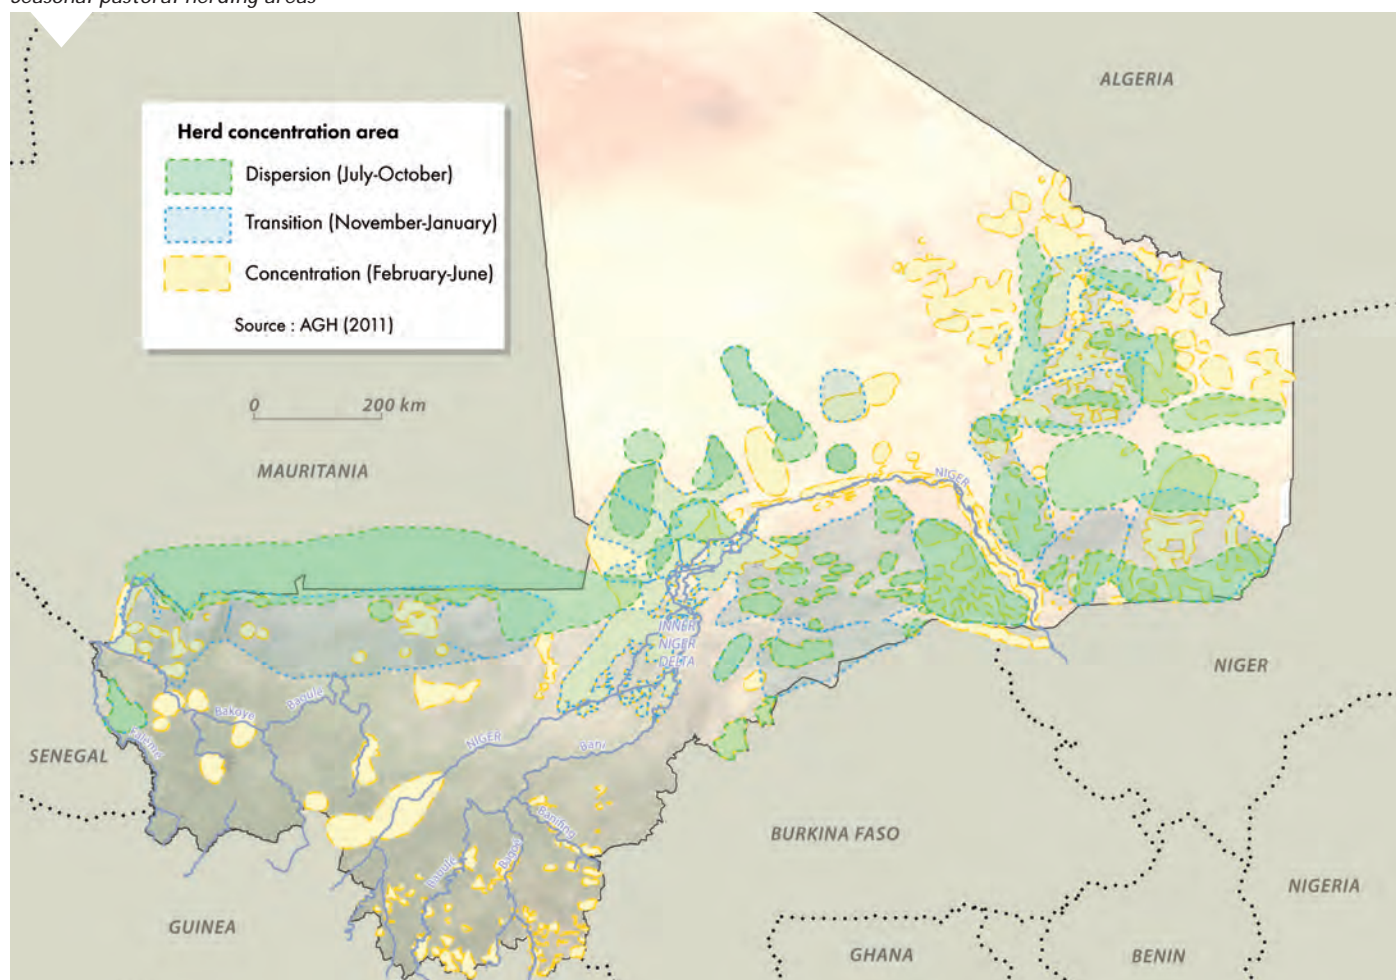 Seasonal pastoral herding areas
ALGERIA
Herd concentration area
Dispersion (July-October)
Transition (November-January)
Concentration (February-June)
Source : AGH (2011)
0 200 km
MAURITANIA
NIGER
INNER
NIGER
DELTA
NIGER
Baoulé
Bakoye
Falémé
SENEGAL
NIGER
Bani
Banifing
BURKINA FASO
Baoulé
Bagoé
NIGERIA
GUINEA
GHANA
BENIN